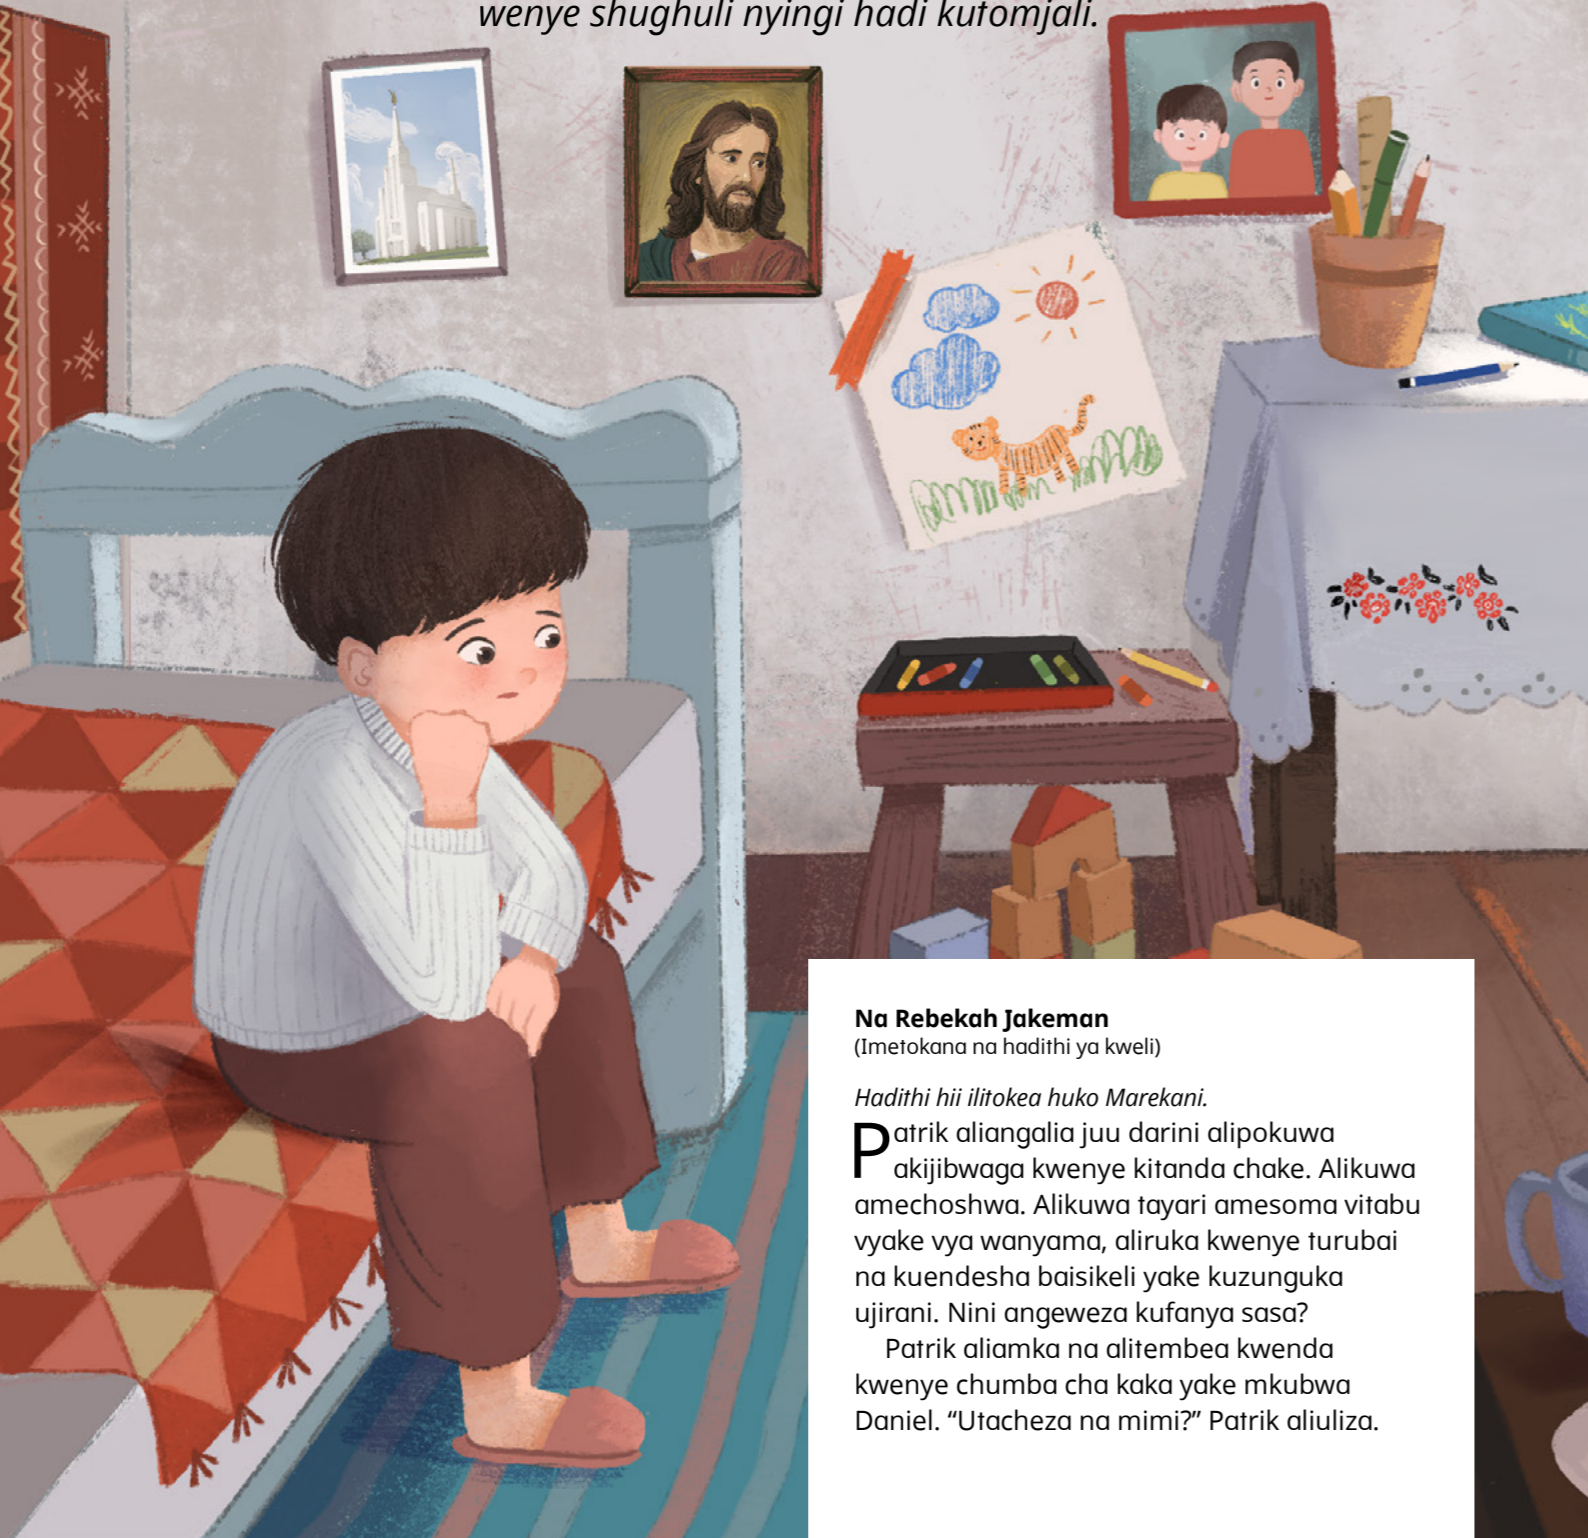 wenye shughuli nyingi hadi kutomjali.
Na Rebekah Jakeman
(Imetokana na hadithi ya kweli)
Hadithi hii ilitokea huko Marekani.
Patrik aliangalia juu darini alipokuwa
akijibwaga kwenye kitanda chake. Alikuwa
amechoshwa. Alikuwa tayari amesoma vitabu
vyake vya wanyama, aliruka kwenye turubai
na kuendesha baisikeli yake kuzunguka
ujirani. Nini angeweza kufanya sasa?
Patrik aliamka na alitembea kwenda
kwenye chumba cha kaka yake mkubwa
Daniel. “Utacheza na mimi?” Patrik aliuliza.